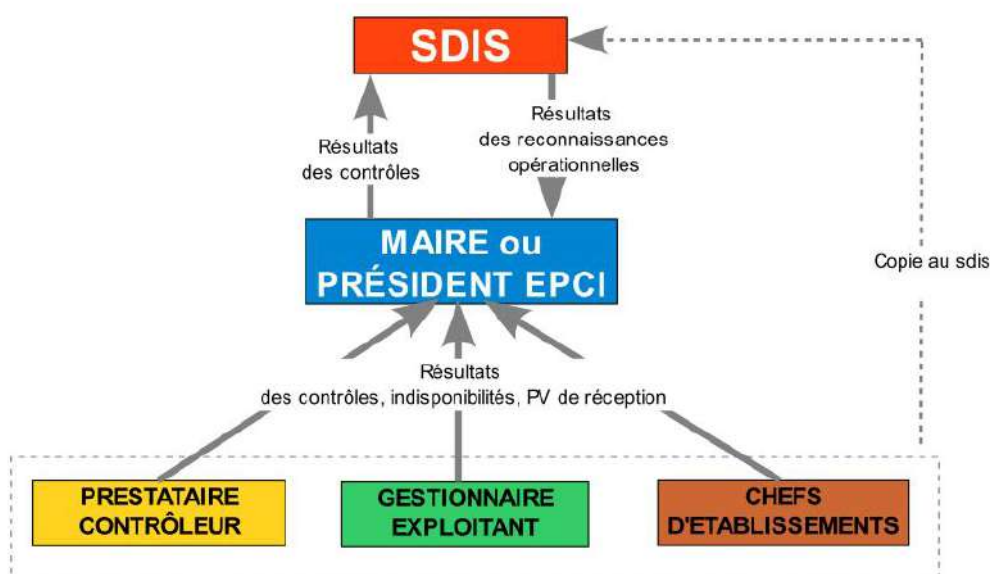 SDIS
Résultats
des contrôles
Résultats
des reconnaissances
opérationnelles
MAIRE ou
PRÉSIDENT EPCI
Copie au sdis
Résultats
des contrôles, indisponibilités, PV de réception
PRESTATAIRE
CONTRÔLEUR
GESTIONNAIRE
EXPLOITANT
CHEFS
D'ETABLISSEMENTS